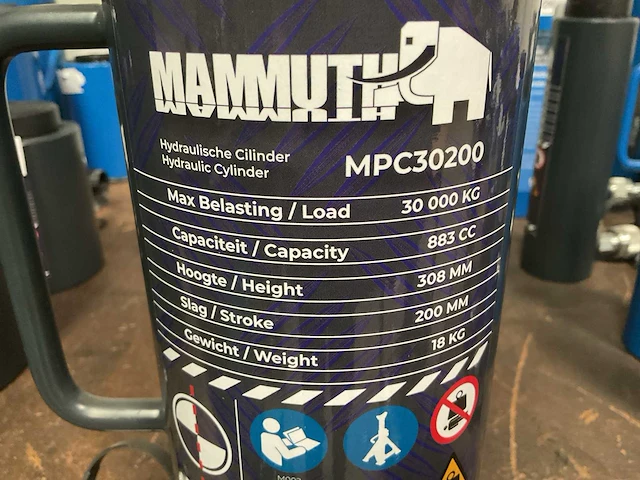 MAMMUTH
Hydraulische Cilinder
Hydraulic Cylinder
MPC30200
Max Belasting / Load 30 000 KG
Capaciteit / Capacity 883 CC
Hoogte / Height 308 MM
Slag / Stroke 200 MM
Gewicht / Weight 18 KG
M002